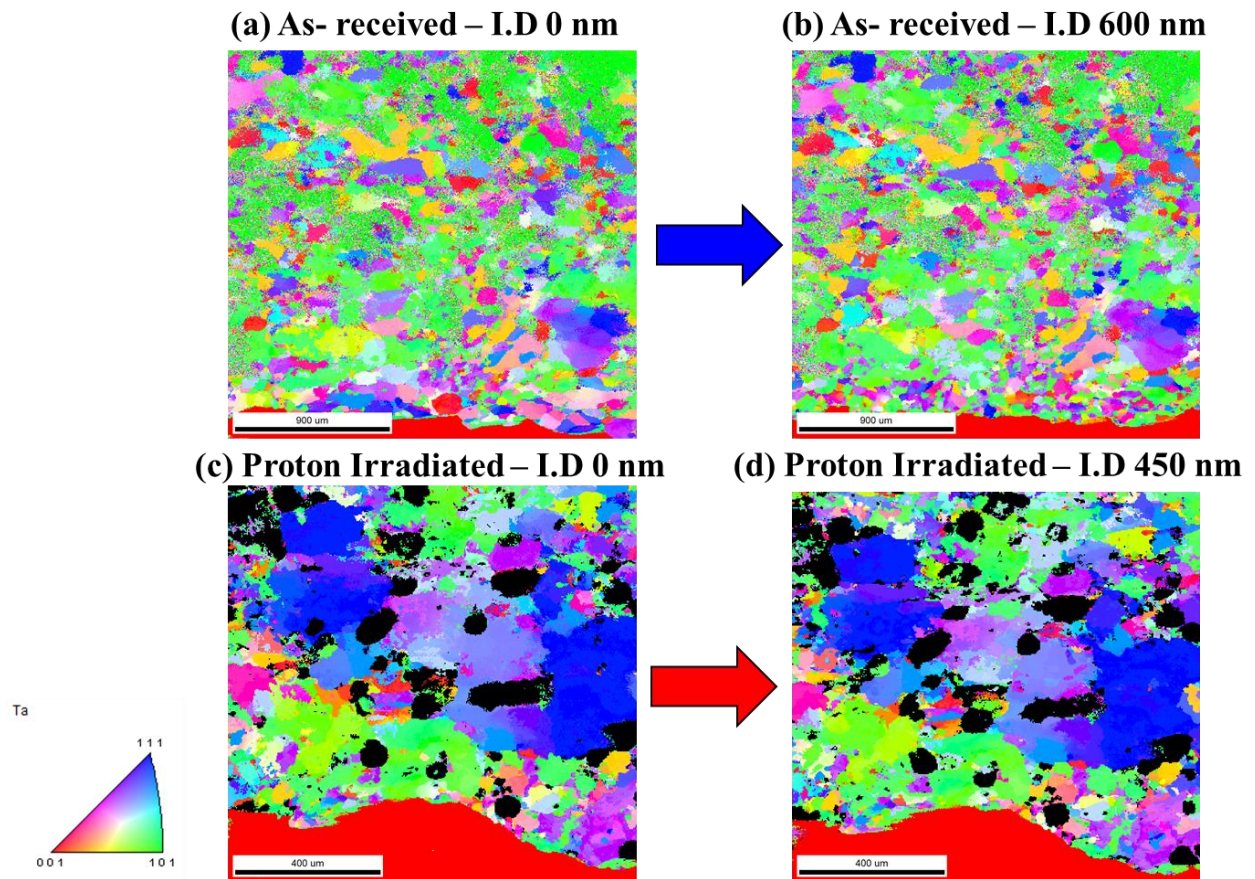 (a) As- received – I.D 0 nm
(b) As- received – I.D 600 nm
900 um
900 um
(c) Proton Irradiated – I.D 0 nm
(d) Proton Irradiated – I.D 450 nm
Ta
1 1 1
0 0 1
1 0 1
400 um
400 um